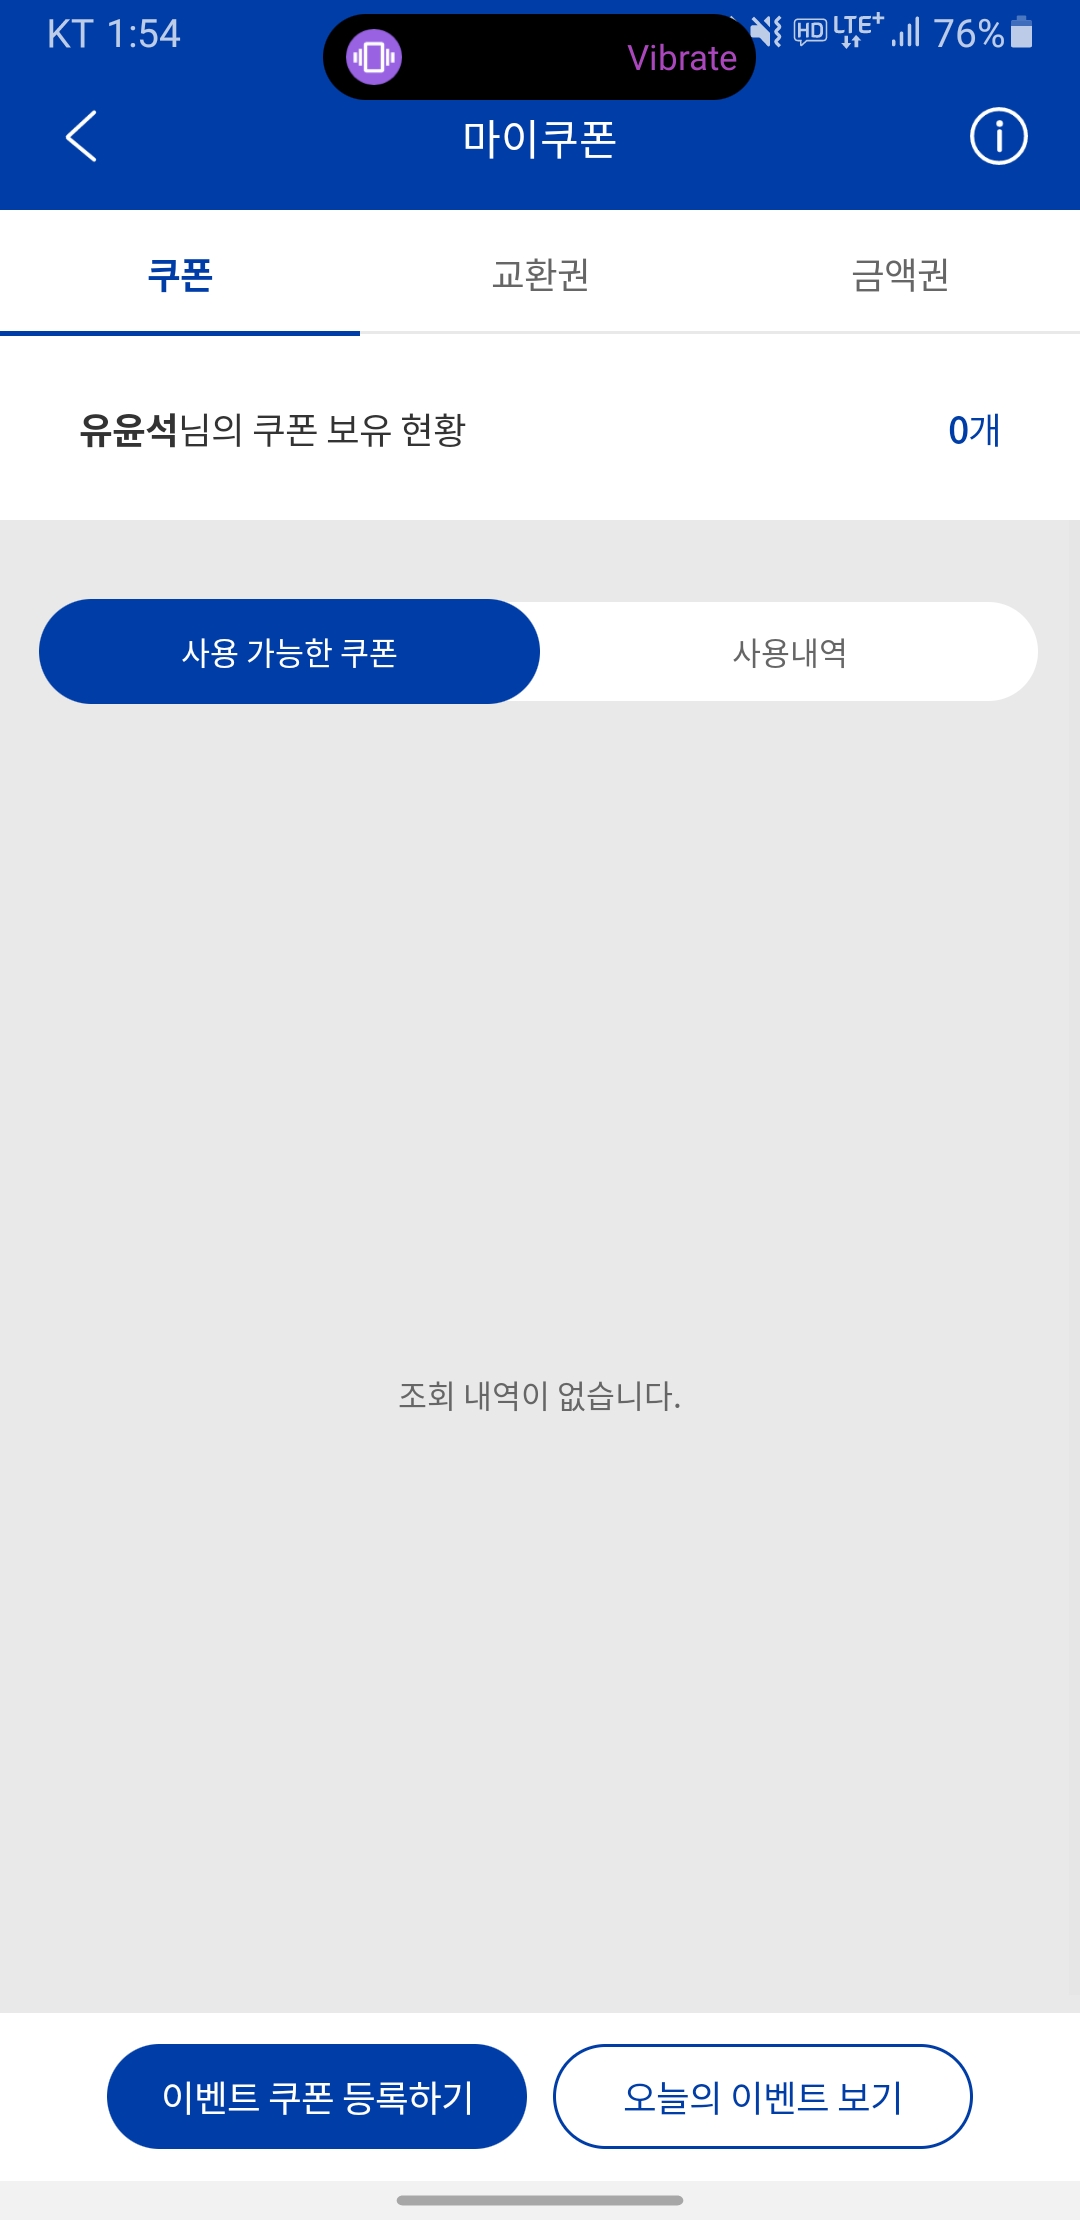 KT 1:54
Vibrate
HD LTE+ 76%
마이쿠폰
쿠폰 교환권 금액권
유윤석님의 쿠폰 보유 현황 0개
사용 가능한 쿠폰 사용내역
조회 내역이 없습니다.
이벤트 쿠폰 등록하기 오늘의 이벤트 보기